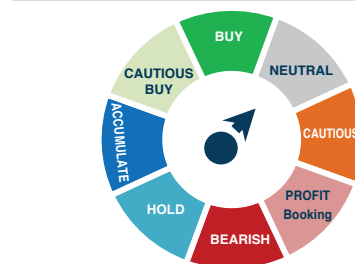 BUY
NEUTRAL
CAUTIOUS
PROFIT
Booking
BEARISH
HOLD
ACCUMULATE
CAUTIOUS
BUY